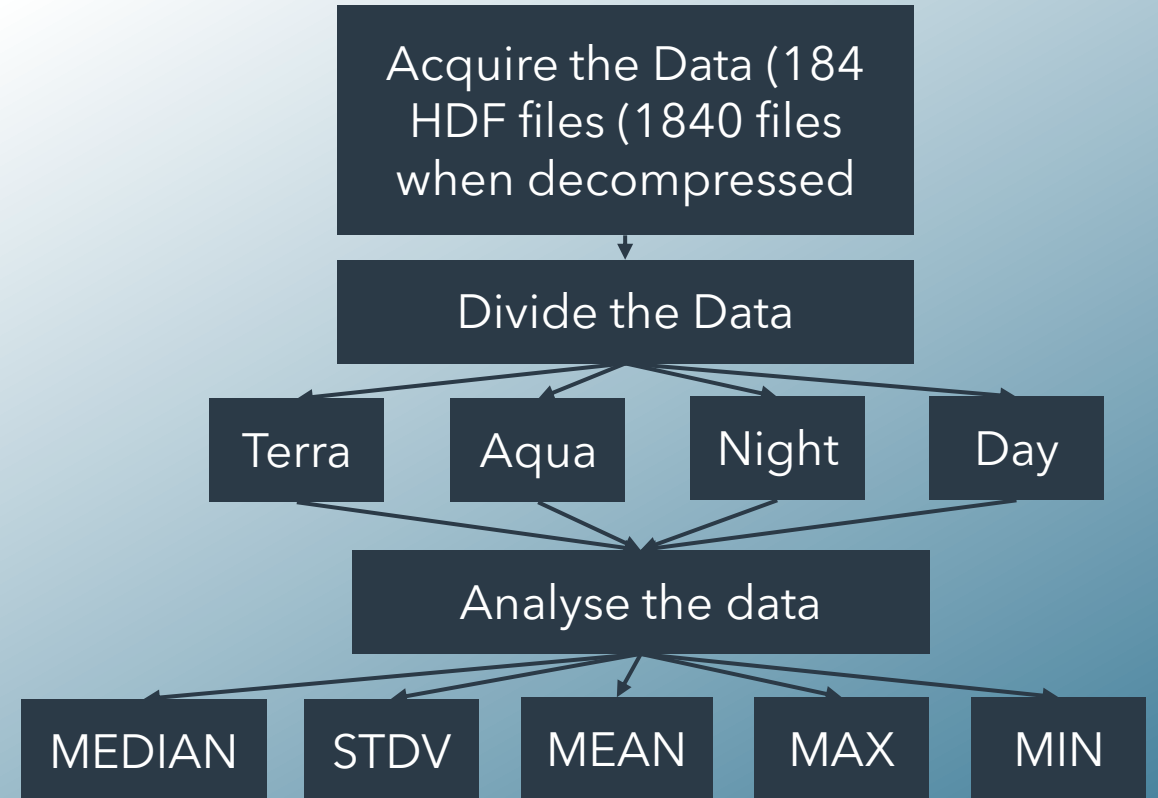 Acquire the Data (184
HDF files (1840 files
when decompressed
Divide the Data
Terra
Aqua
Night
Day
Analyse the data
MEDIAN
STDV
MEAN
MAX
MIN